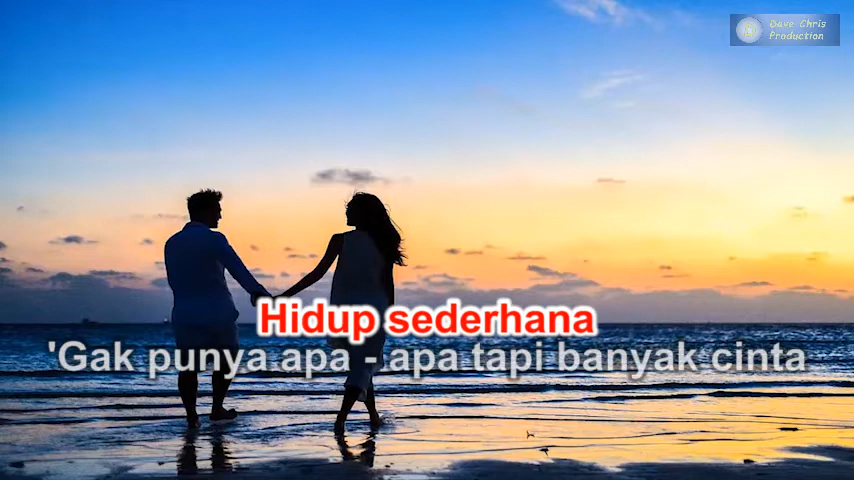 Dave Chris
Production
Hidup sederhana
'Gak punya apa - apa tapi banyak cinta